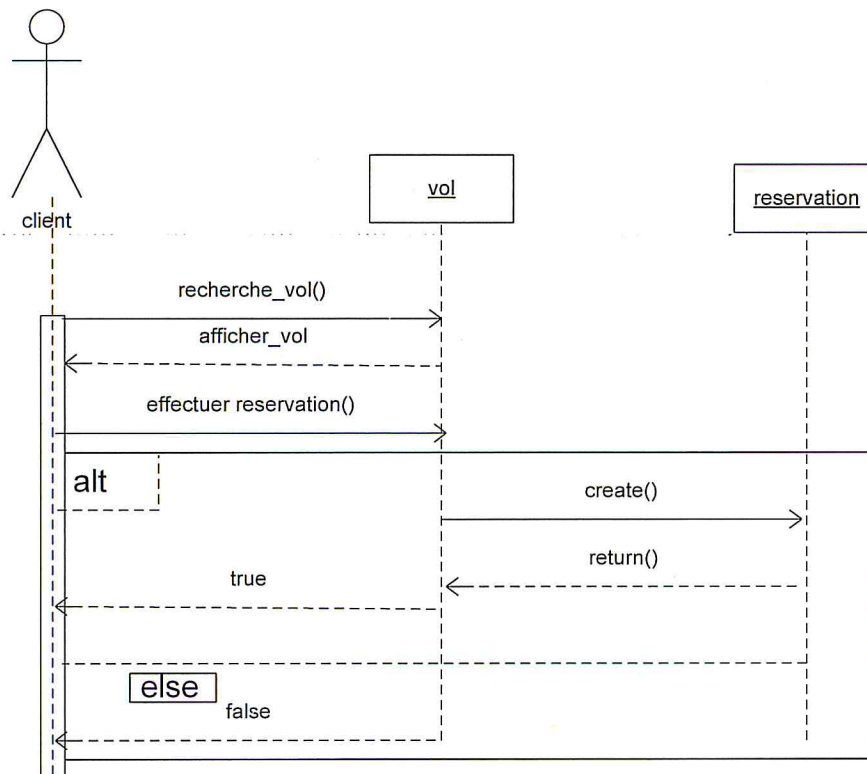 client
vol
reservation
recherche_vol()
afficher_vol
effectuer reservation()
alt
create()
return()
true
else
false